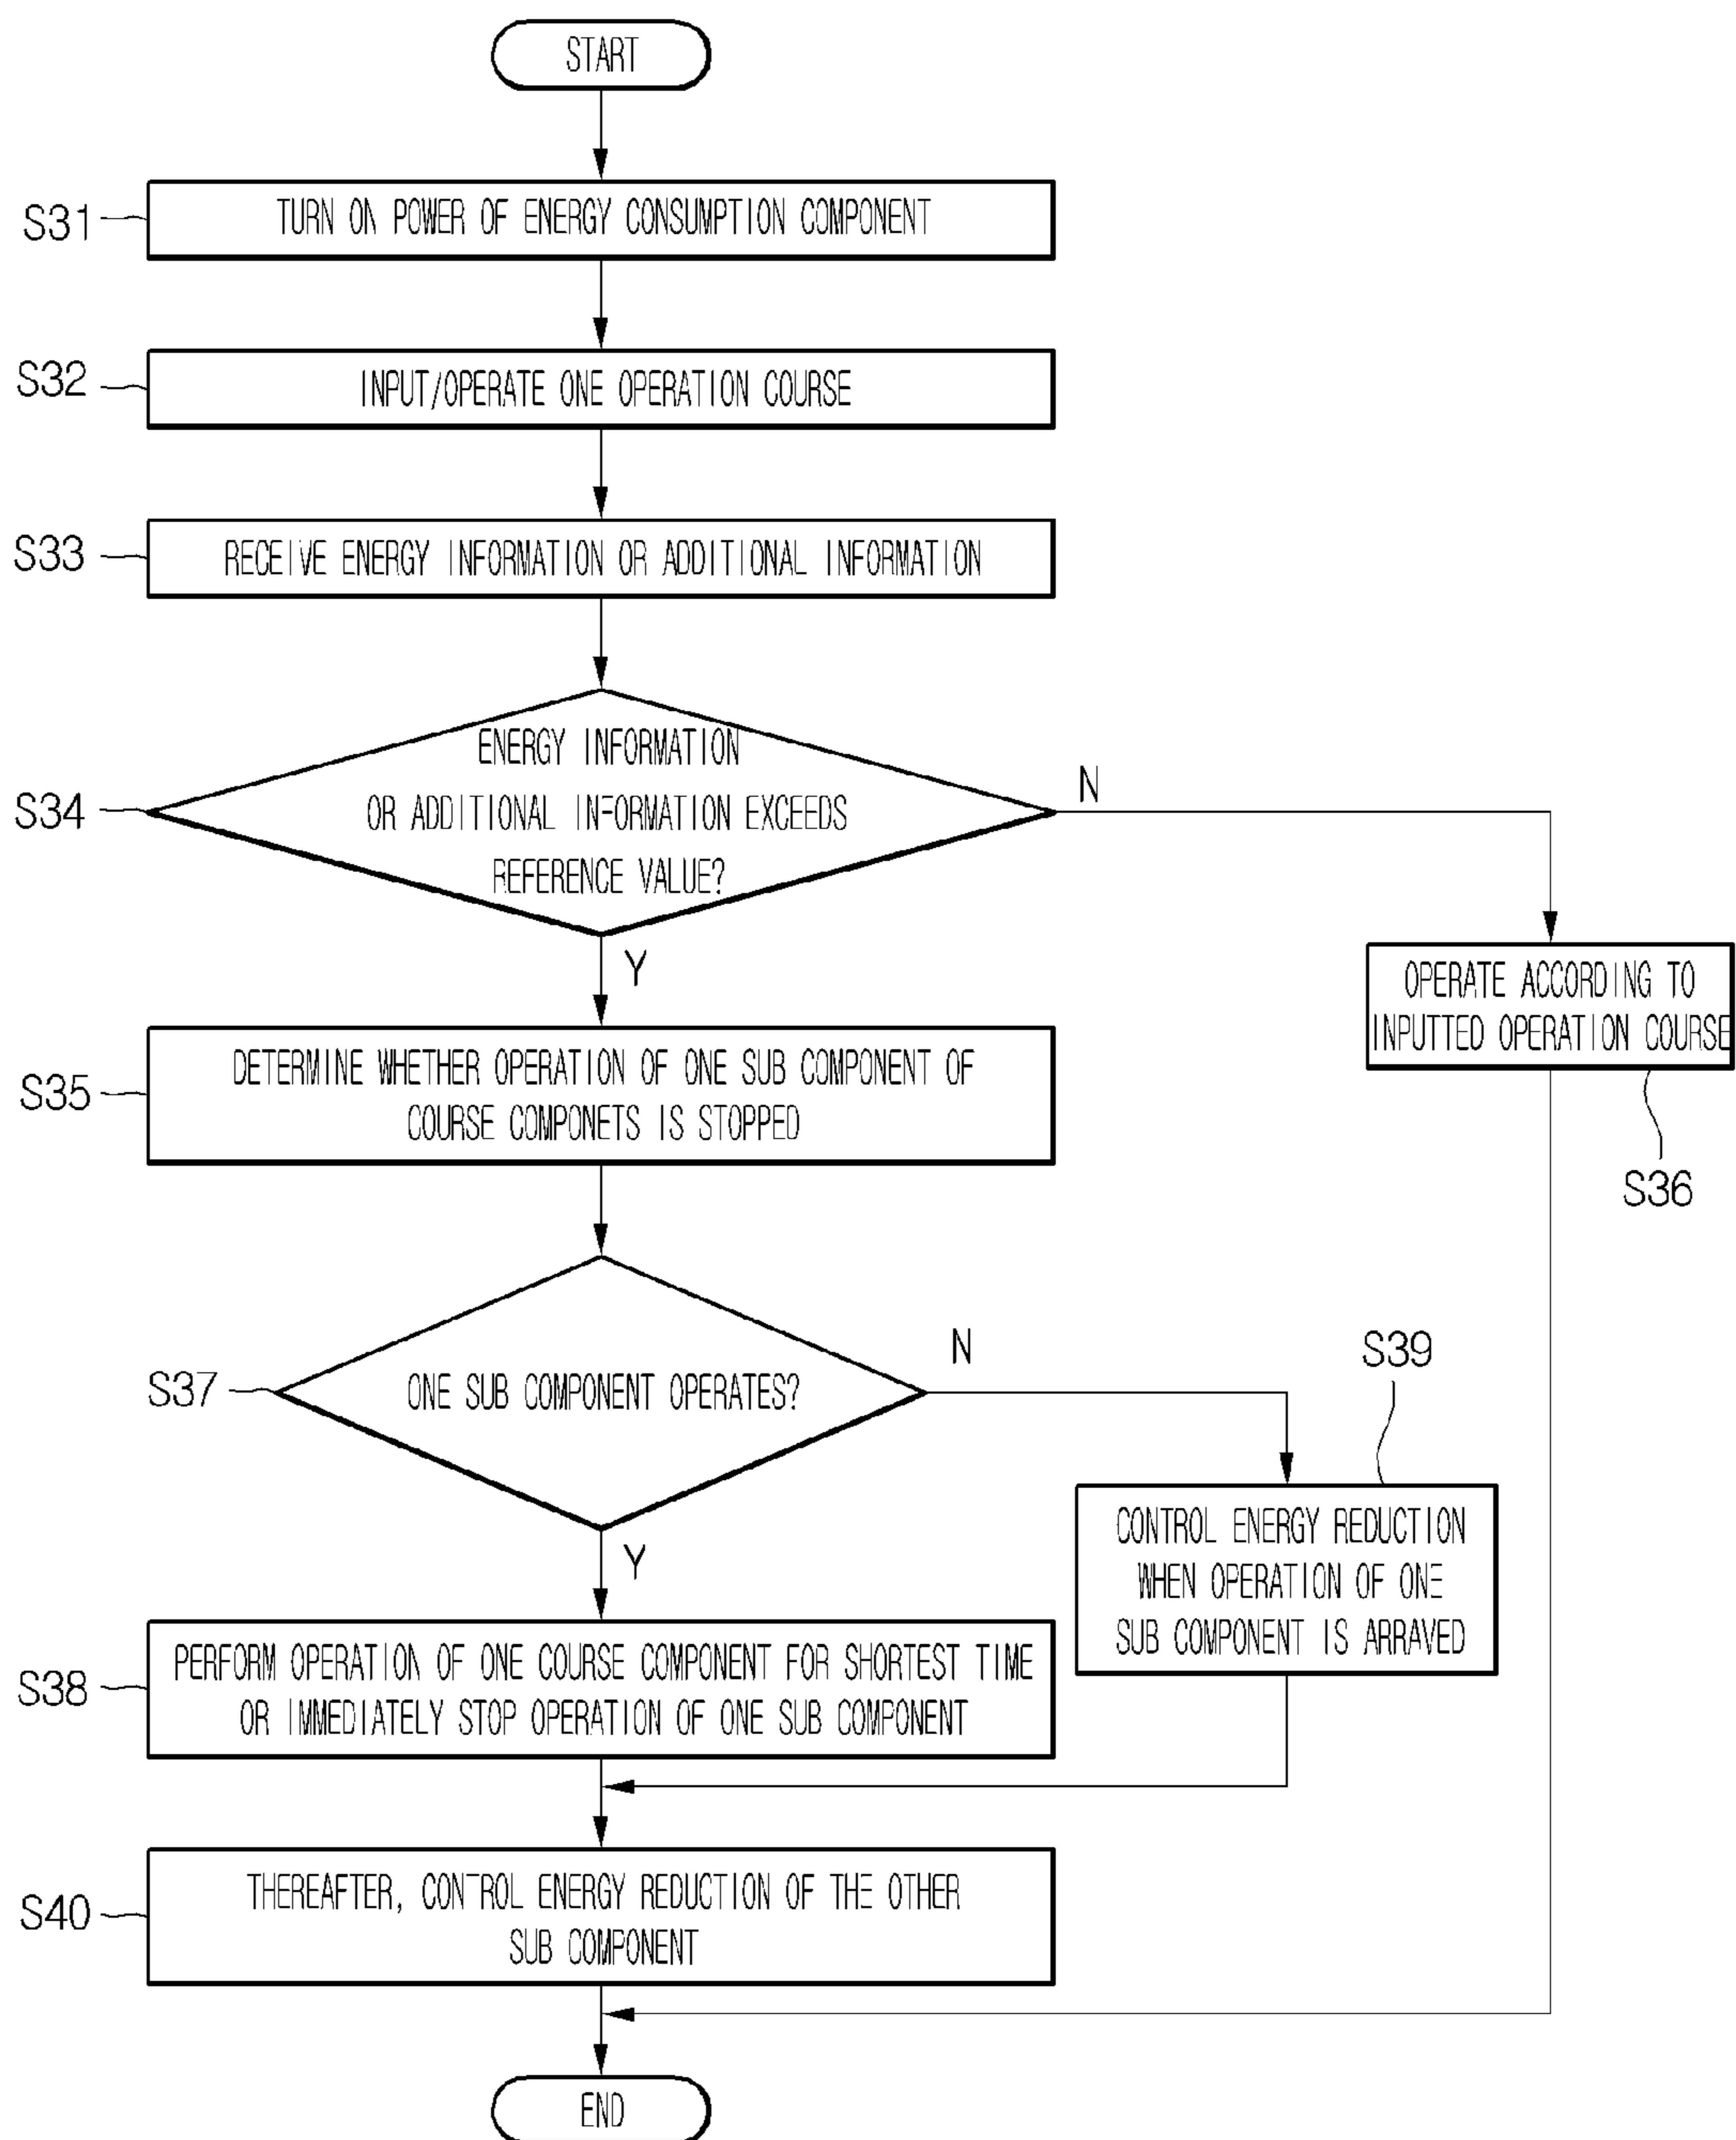 START
S31
TURN ON POWER OF ENERGY CONSUMPTION COMPONENT
S32
INPUT/OPERATE ONE OPERATION COURSE
S33
RECEIVE ENERGY INFORMATION OR ADDITIONAL INFORMATION
S34
ENERGY INFORMATION
OR ADDITIONAL INFORMATION EXCEEDS
REFERENCE VALUE?
N
Y
OPERATE ACCORDING TO
INPUTTED OPERATION COURSE
S36
S35
DETERMINE WHETHER OPERATION OF ONE SUB COMPONENT OF
COURSE COMPONETS IS STOPPED
S37
ONE SUB COMPONENT OPERATES?
N
Y
S39
CONTROL ENERGY REDUCTION
WHEN OPERATION OF ONE
SUB COMPONENT IS ARRAVED
S38
PERFORM OPERATION OF ONE COURSE COMPONENT FOR SHORTEST TIME
OR IMMEDIATELY STOP OPERATION OF ONE SUB COMPONENT
S40
THEREAFTER, CONTROL ENERGY REDUCTION OF THE OTHER
SUB COMPONENT
END